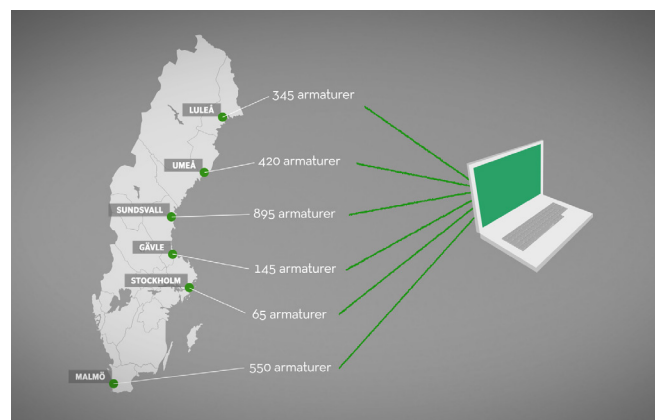 LULEÅ
345 armaturer
UMEÅ
420 armaturer
SUNDSVALL
895 armaturer
GÄVLE
145 armaturer
STOCKHOLM
65 armaturer
MALMÖ
550 armaturer